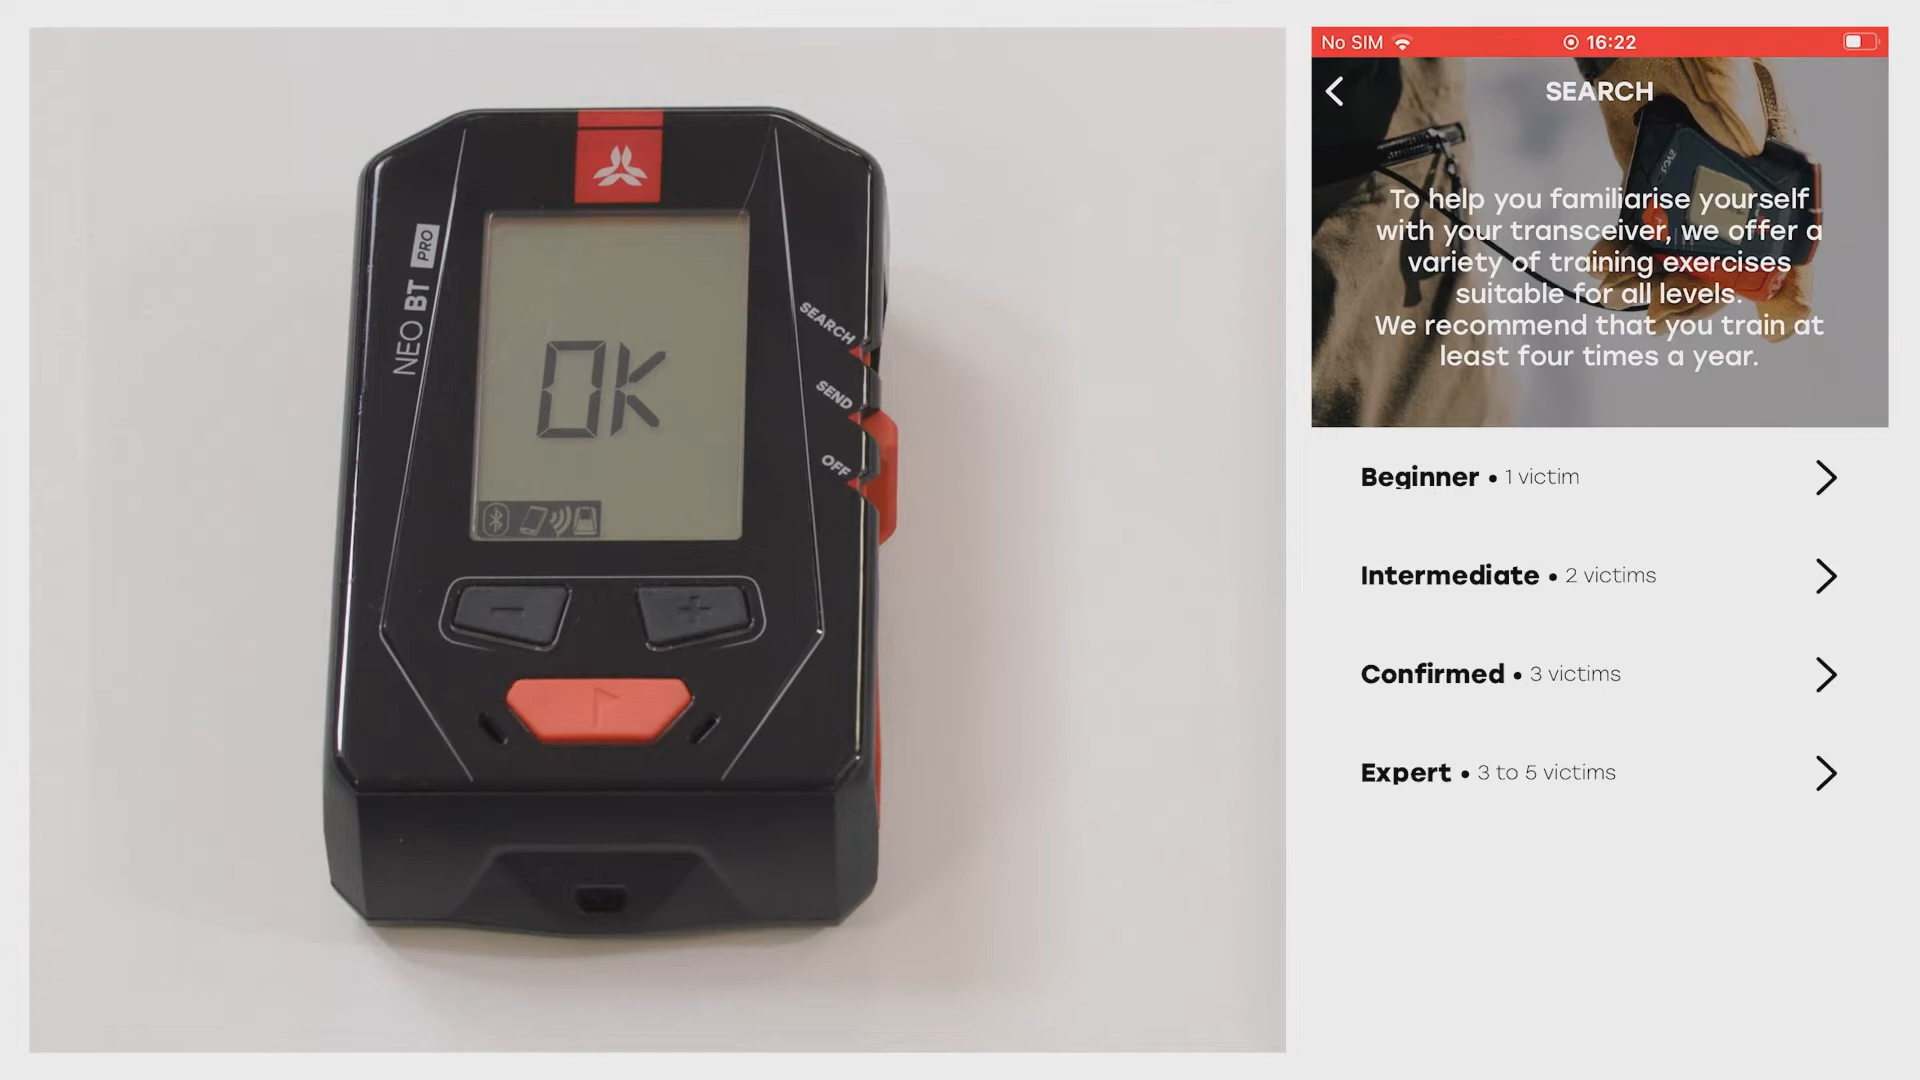 NEO BT PRO
OK
SEARCH
SEND
OFF
No SIM
16:22
SEARCH
To help you familiarise yourself
with your transceiver, we offer a
variety of training exercises
suitable for all levels.
We recommend that you train at
least four times a year.
Beginner • 1 victim
Intermediate • 2 victims
Confirmed • 3 victims
Expert • 3 to 5 victims